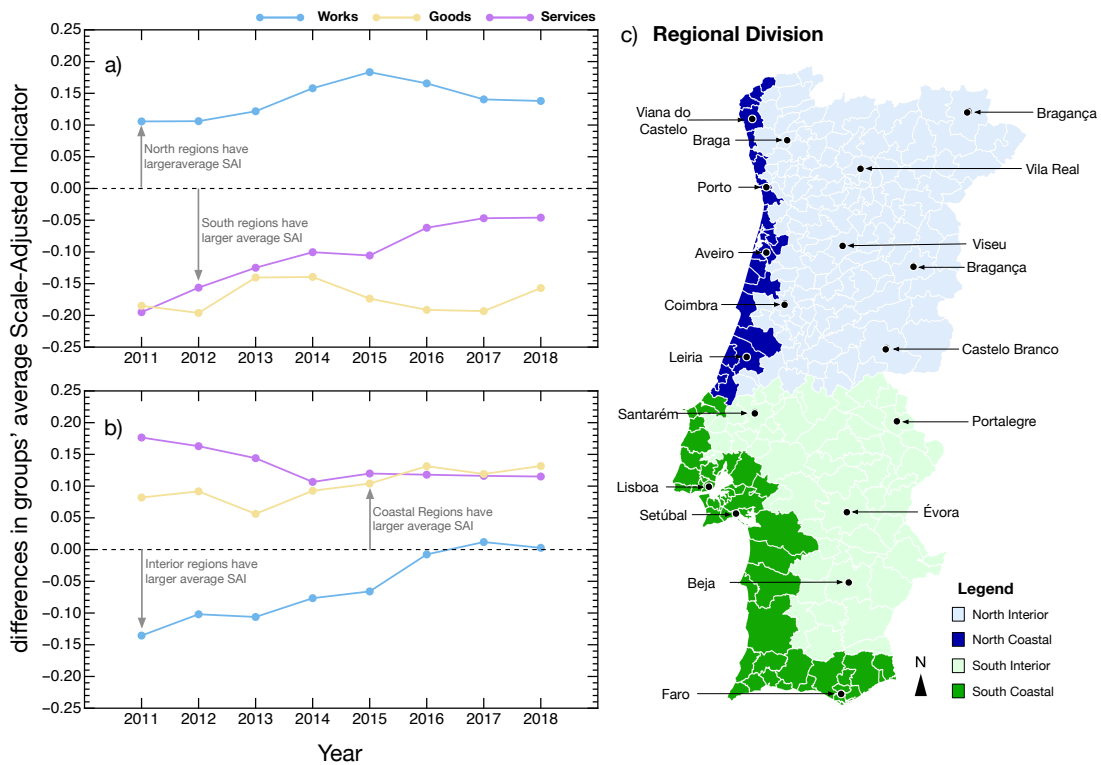 Works Goods Services
differences in groups' average Scale-Adjusted Indicator
a)
0.25
0.20
0.15
0.10
0.05
0.00
−0.05
−0.10
−0.15
−0.20
−0.25
North regions have
largeraverage SAI
South regions have
larger average SAI
2011 2012 2013 2014 2015 2016 2017 2018
b)
0.25
0.20
0.15
0.10
0.05
0.00
−0.05
−0.10
−0.15
−0.20
−0.25
Coastal Regions have
larger average SAI
Interior regions have
larger average SAI
2011 2012 2013 2014 2015 2016 2017 2018
Year
c) Regional Division
Viana do
Castelo
Bragança
Braga
Vila Real
Porto
Viseu
Aveiro
Bragança
Coimbra
Castelo Branco
Leiria
Santarém
Portalegre
Lisboa
Évora
Setúbal
Beja
Faro
N
Legend
North Interior
North Coastal
South Interior
South Coastal